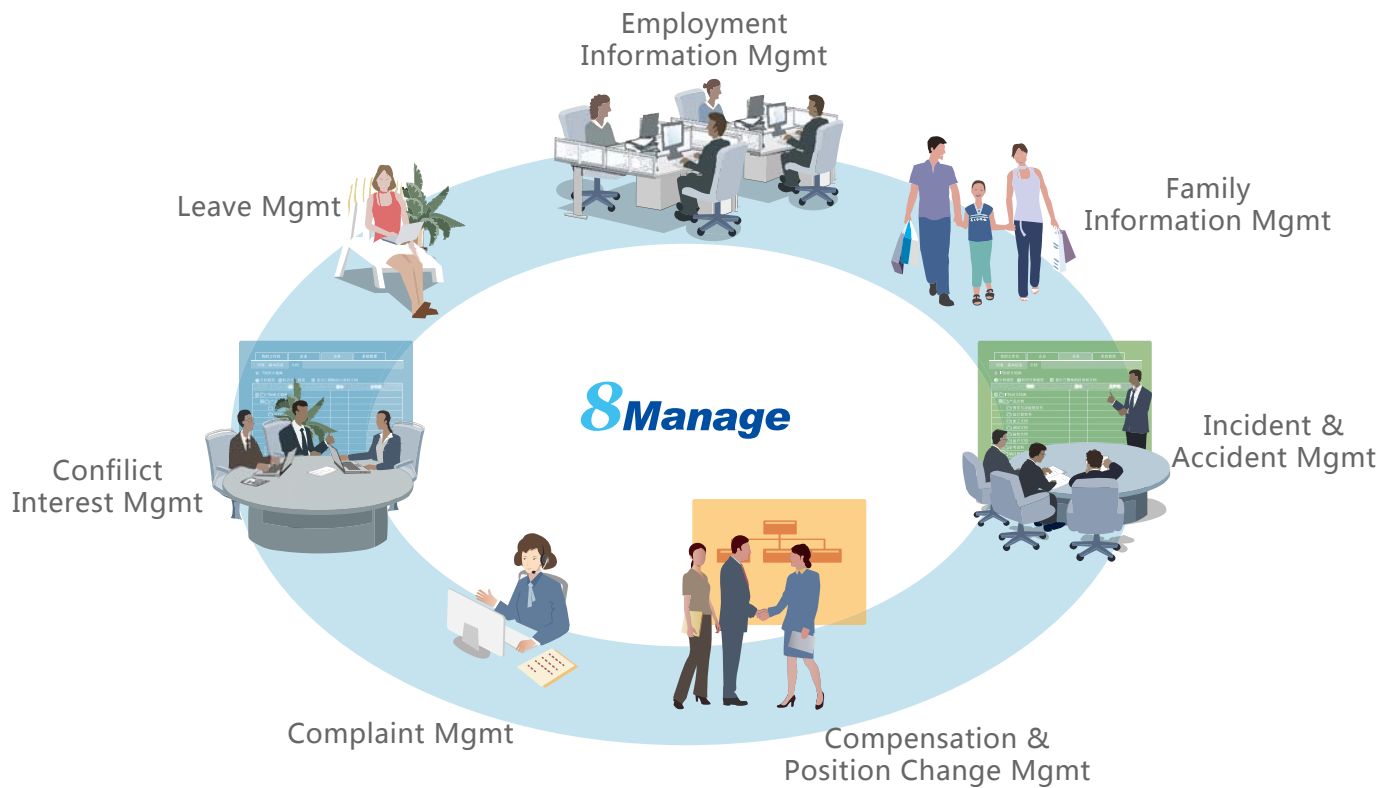 Employment
Information Mgmt
Leave Mgmt
Family
Information Mgmt
8Manage
Incident &
Accident Mgmt
Confilict
Interest Mgmt
Complaint Mgmt
Compensation &
Position Change Mgmt